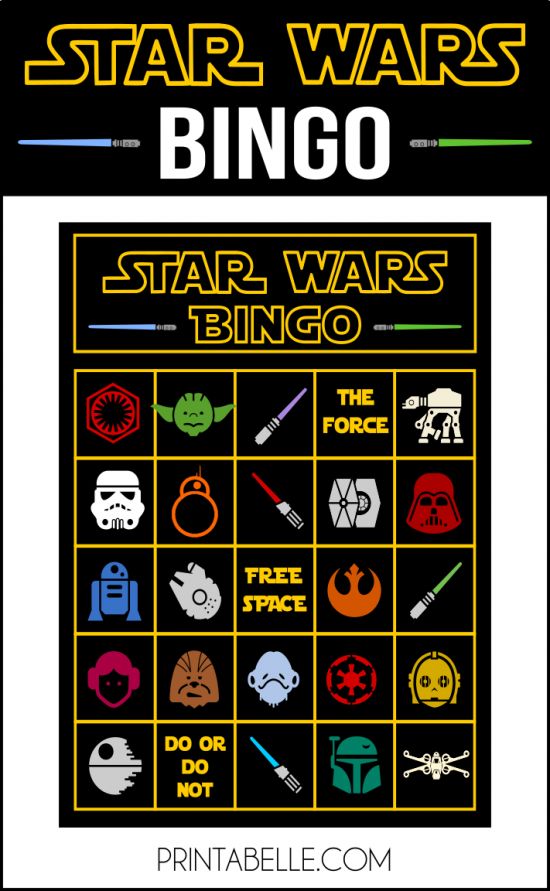 STAR WARS
BINGO
STAR WARS
BINGO
THE
FORCE
FREE
SPACE
DO OR
DO
NOT
PRINTABELLE.COM